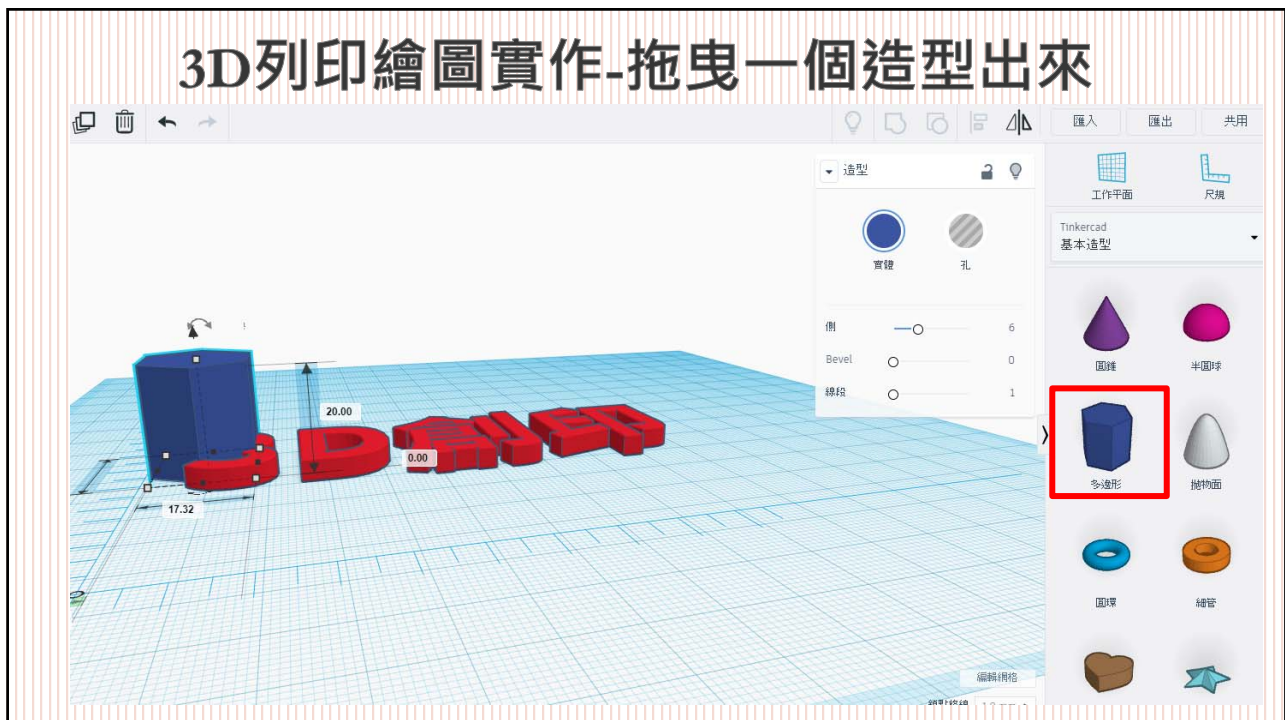 3D列印繪圖實作-拖曳一個造型出來
匯入
匯出
共用
造型
工作平面
尺規
Tinkercad
基本造型
實體
孔
側
6
Bevel
0
線段
1
圓錐
半圓球
20.00
0.00
17.32
多邊形
拋物面
圓環
細管
編輯網格